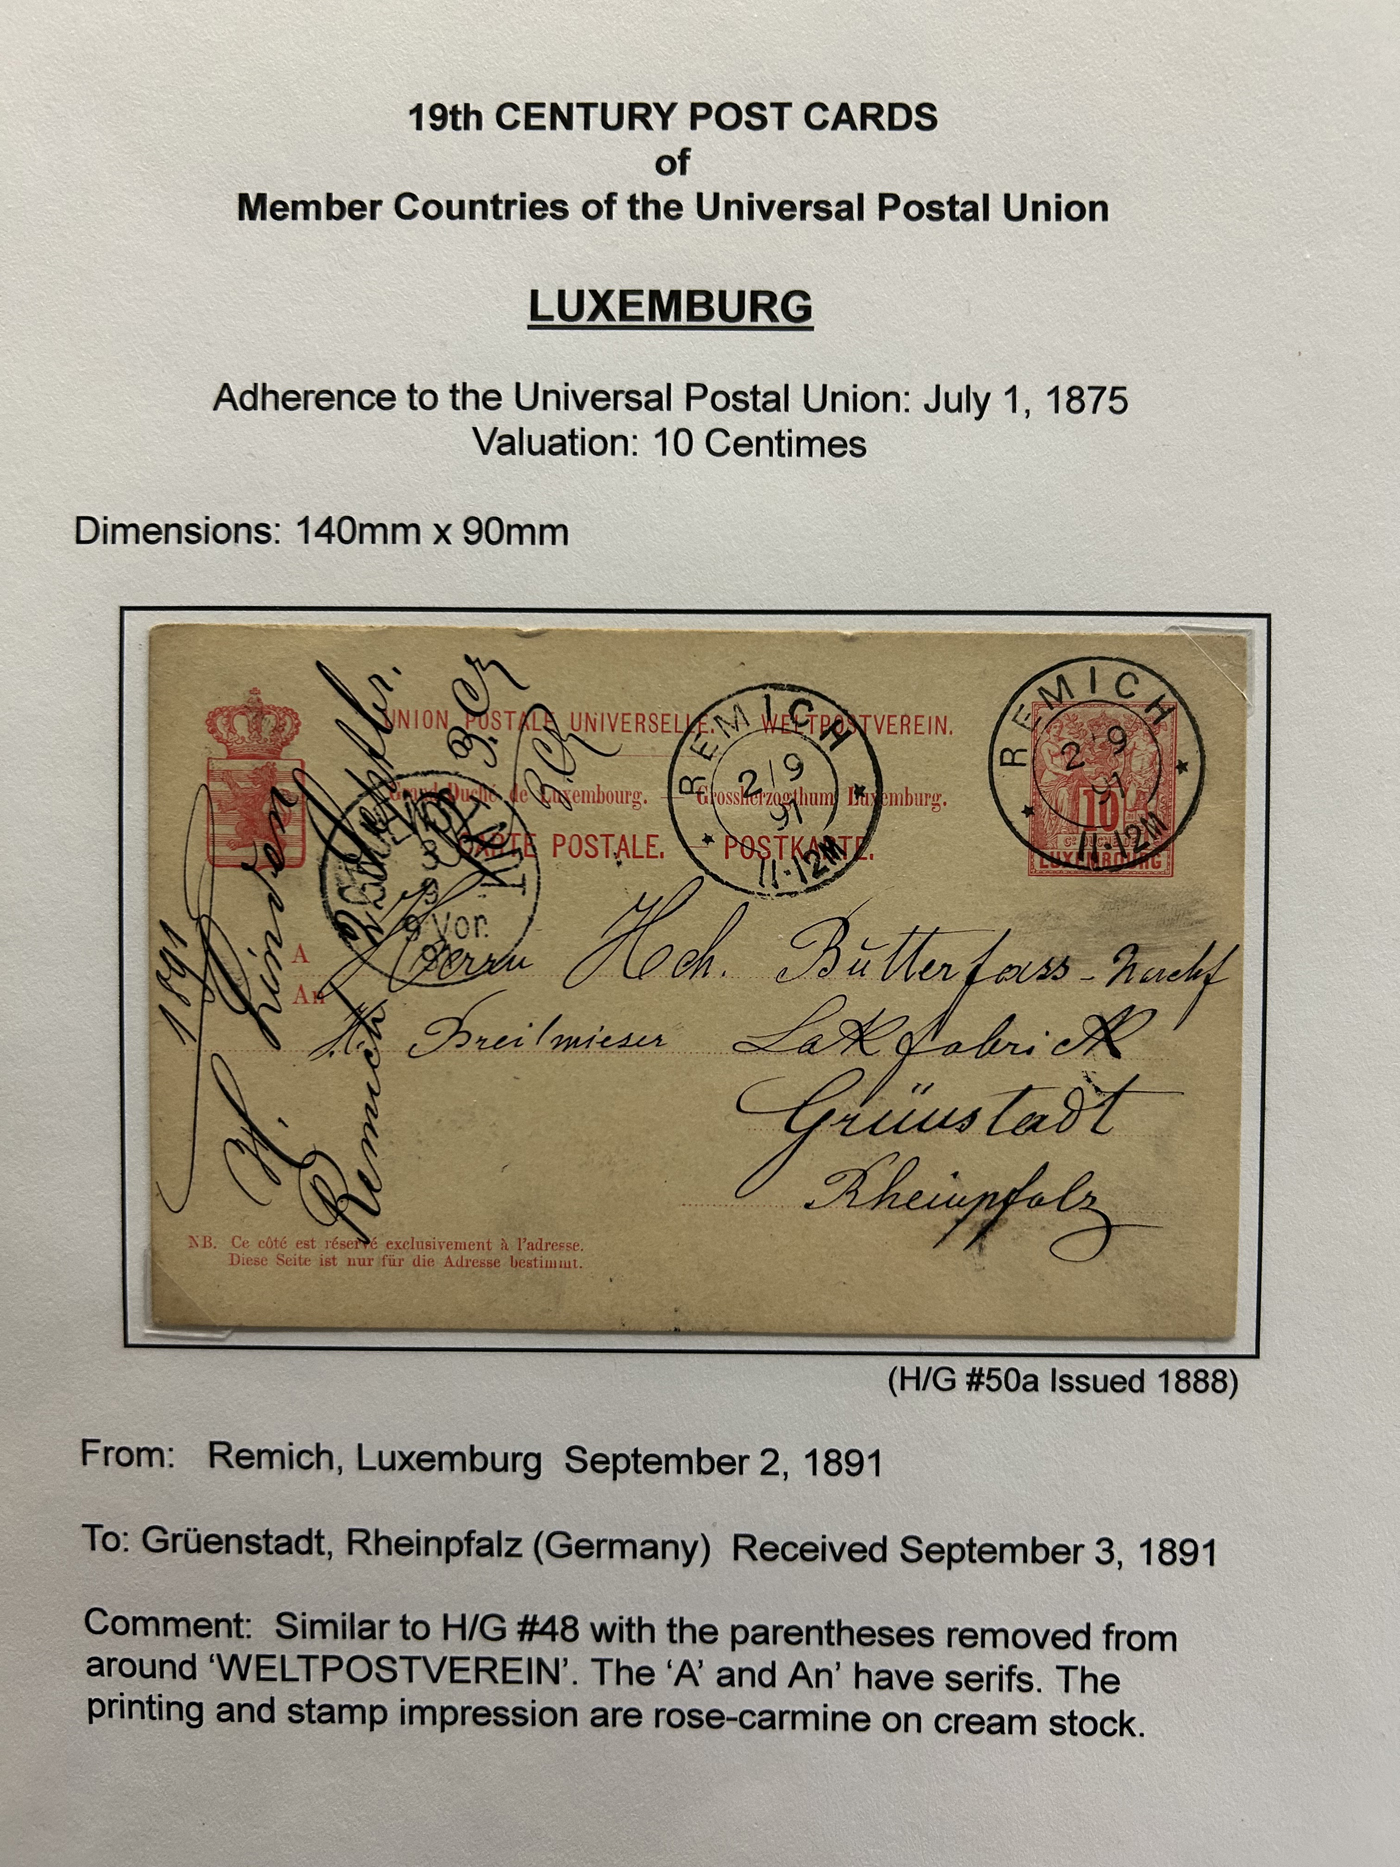 19th CENTURY POST CARDS
of
Member Countries of the Universal Postal Union
LUXEMBURG
Adherence to the Universal Postal Union: July 1, 1875
Valuation: 10 Centimes
Dimensions: 140mm x 90mm
UNION POSTALE UNIVERSELLE. — WELTPOSTVEREIN.
Grand-Duché de Luxembourg. — Grossherzogthum Luxemburg.
CARTE POSTALE. — POSTKARTE.
REMICH
2/9
91
11-12M
REMICH
2/9
91
11-12M
10
LUXEMBOURG
3
9
9 Vor.
91
A
An
Herrn Hch. Butterfass - Nachf
Lakfabrick
Grüustadt
Rheinpfalz
1891
H. Linden
Remich
NB. Ce côté est réservé exclusivement à l'adresse.
Diese Seite ist nur für die Adresse bestimmt.
(H/G #50a Issued 1888)
From: Remich, Luxemburg September 2, 1891
To: Grüenstadt, Rheinpfalz (Germany) Received September 3, 1891
Comment: Similar to H/G #48 with the parentheses removed from
around ‘WELTPOSTVEREIN’. The ‘A’ and An’ have serifs. The
printing and stamp impression are rose-carmine on cream stock.